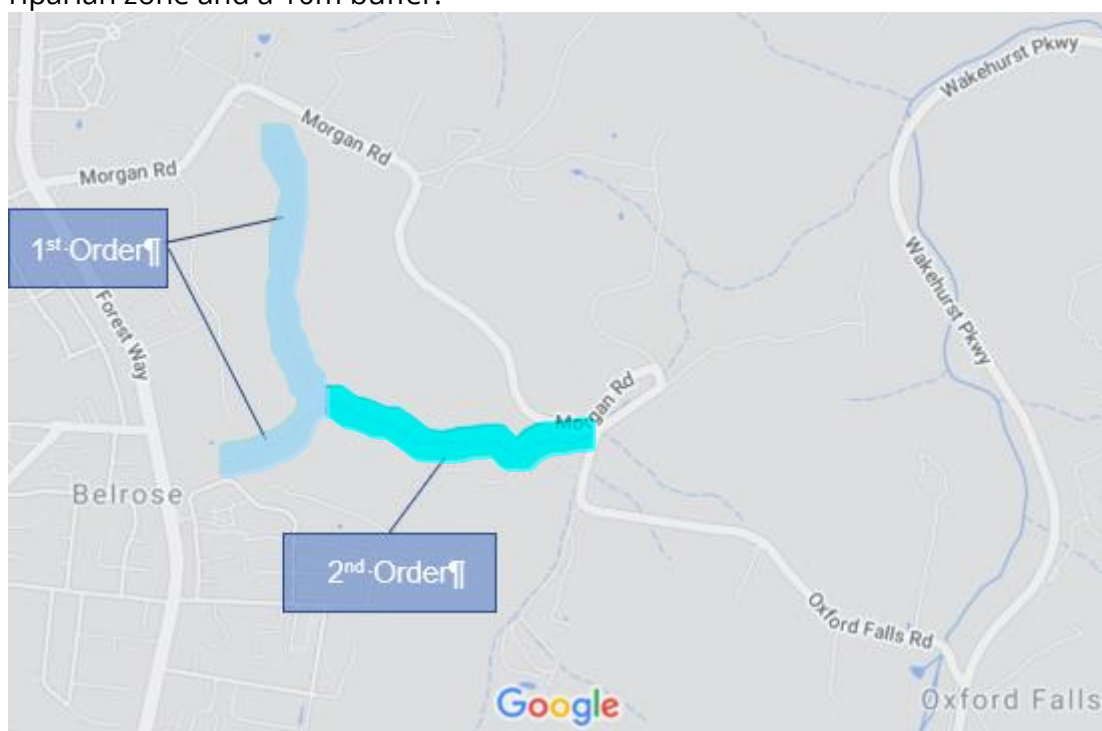 riparian zone and a 10m buffer.
Wakehurst Pkwy
Morgan Rd
Morgan Rd
1st·Order¶
Wakehurst Pkwy
Forest Way
Morgan Rd
Belrose
2nd·Order¶
Oxford Falls Rd
Google
Oxford Falls